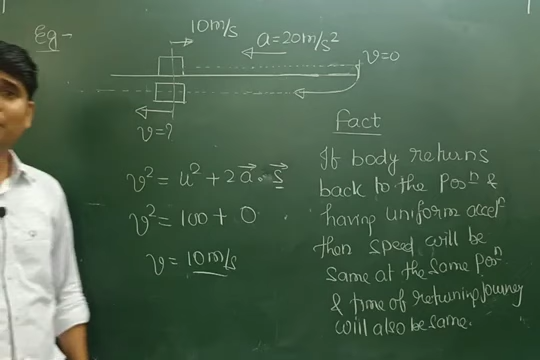 Eg-
10m/s
a=20m/s²
v=0
v=?
v² = u² + 2a⃗·s⃗
v² = 100 + 0
v = 10m/s
fact
If body returns
back to the Posⁿ &
having uniform accelⁿ
then speed will be
same at the same Posⁿ
& time of returning journey
will also be same.